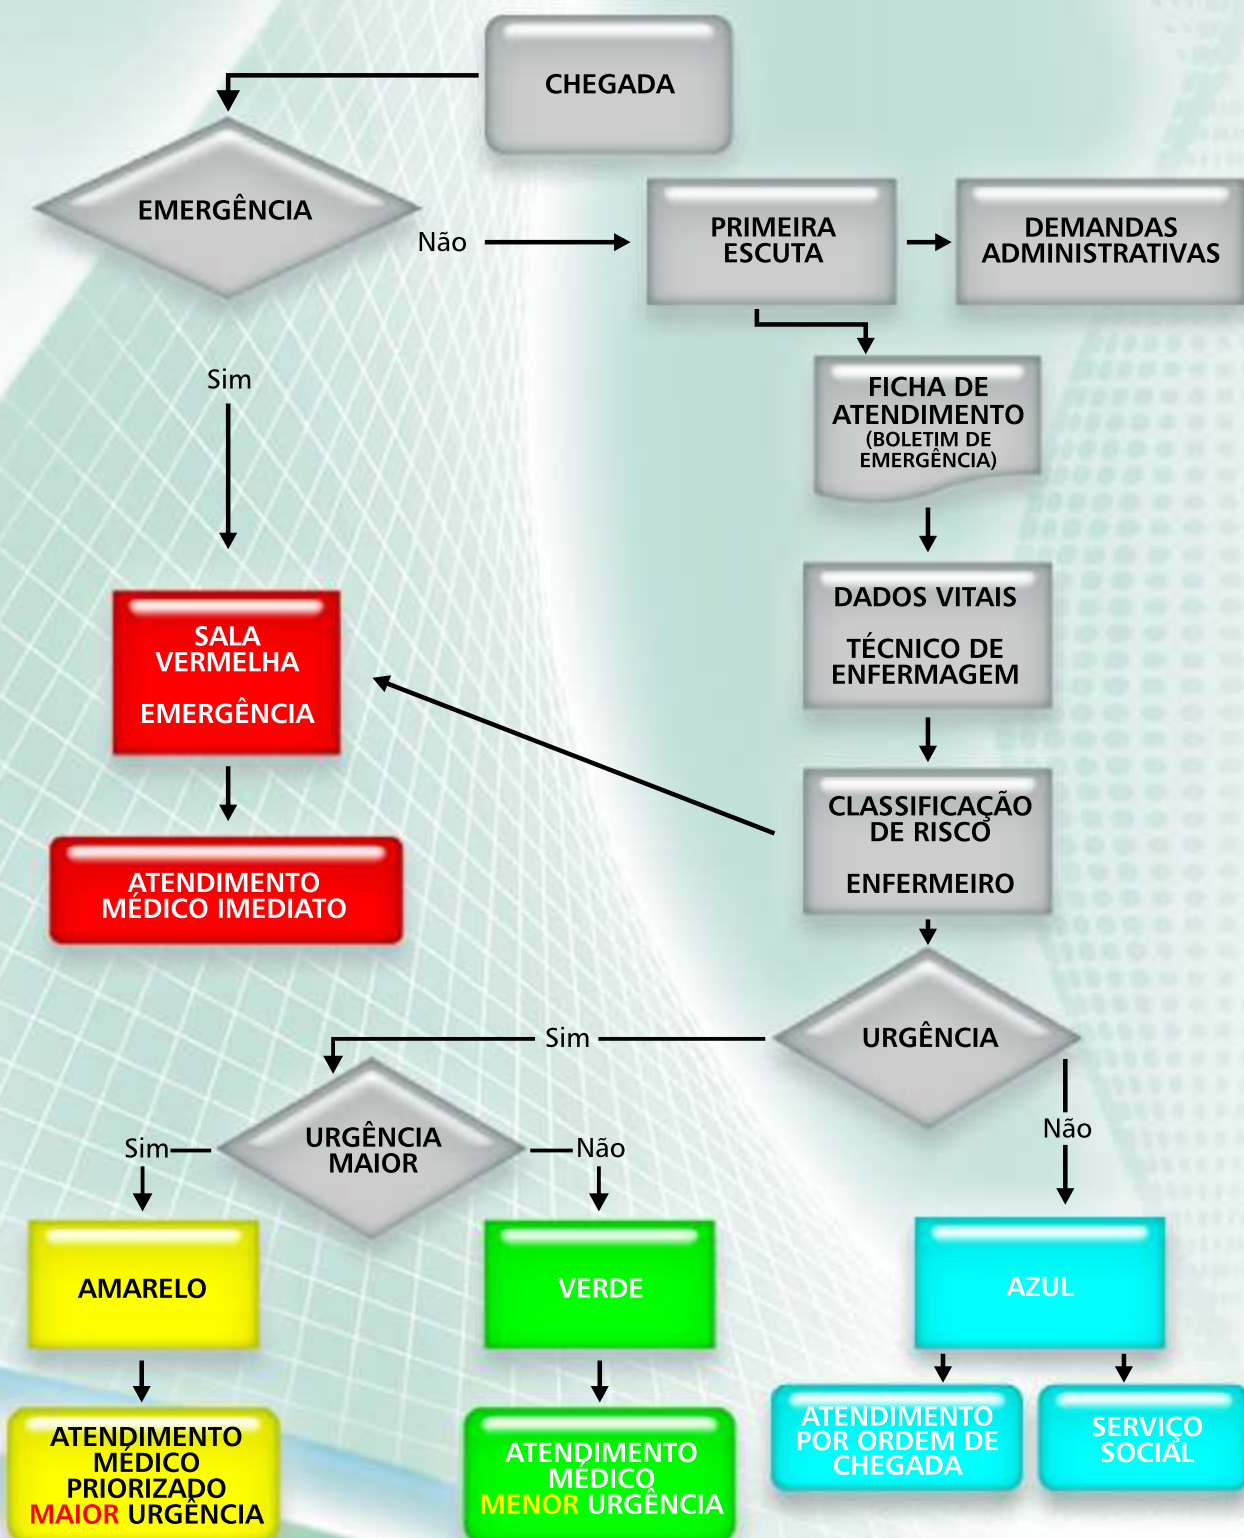 CHEGADA
EMERGÊNCIA
Não
PRIMEIRA
ESCUTA
DEMANDAS
ADMINISTRATIVAS
Sim
FICHA DE
ATENDIMENTO
(BOLETIM DE
EMERGÊNCIA)
DADOS VITAIS
TÉCNICO DE
ENFERMAGEM
SALA
VERMELHA
EMERGÊNCIA
CLASSIFICAÇÃO
DE RISCO
ENFERMEIRO
ATENDIMENTO
MÉDICO IMEDIATO
URGÊNCIA
Sim
Não
URGÊNCIA
MAIOR
Sim
Não
AMARELO
VERDE
AZUL
ATENDIMENTO
MÉDICO
PRIORIZADO
MAIOR URGÊNCIA
ATENDIMENTO
MÉDICO
MENOR URGÊNCIA
ATENDIMENTO
POR ORDEM DE
CHEGADA
SERVIÇO
SOCIAL